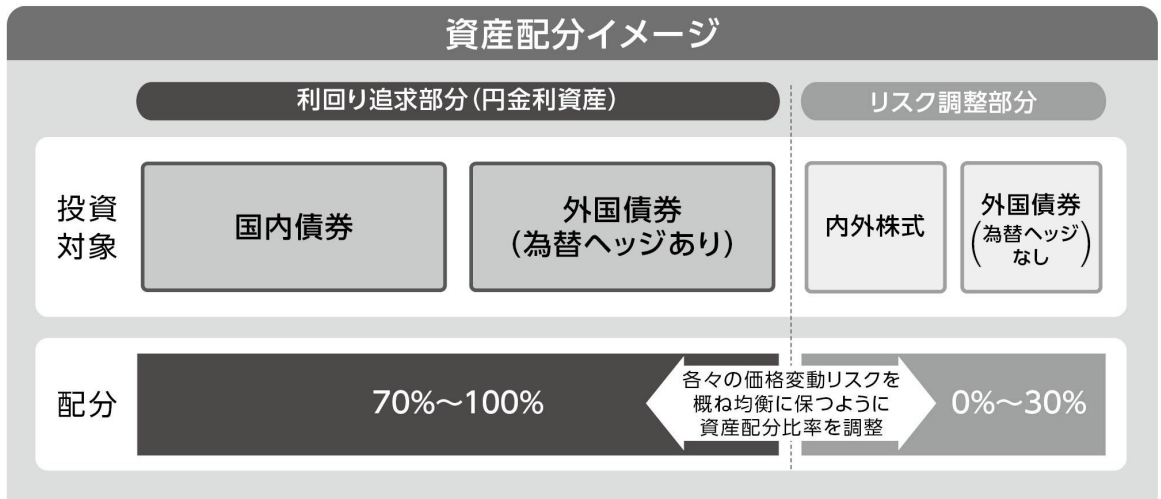 資産配分イメージ
利回り追求部分（円金利資産）
リスク調整部分
投資
対象
国内債券
外国債券
(為替ヘッジあり)
内外株式
外国債券
(為替ヘッジ
なし)
配分
70%～100%
各々の価格変動リスクを
概ね均衡に保つように
資産配分比率を調整
0%～30%